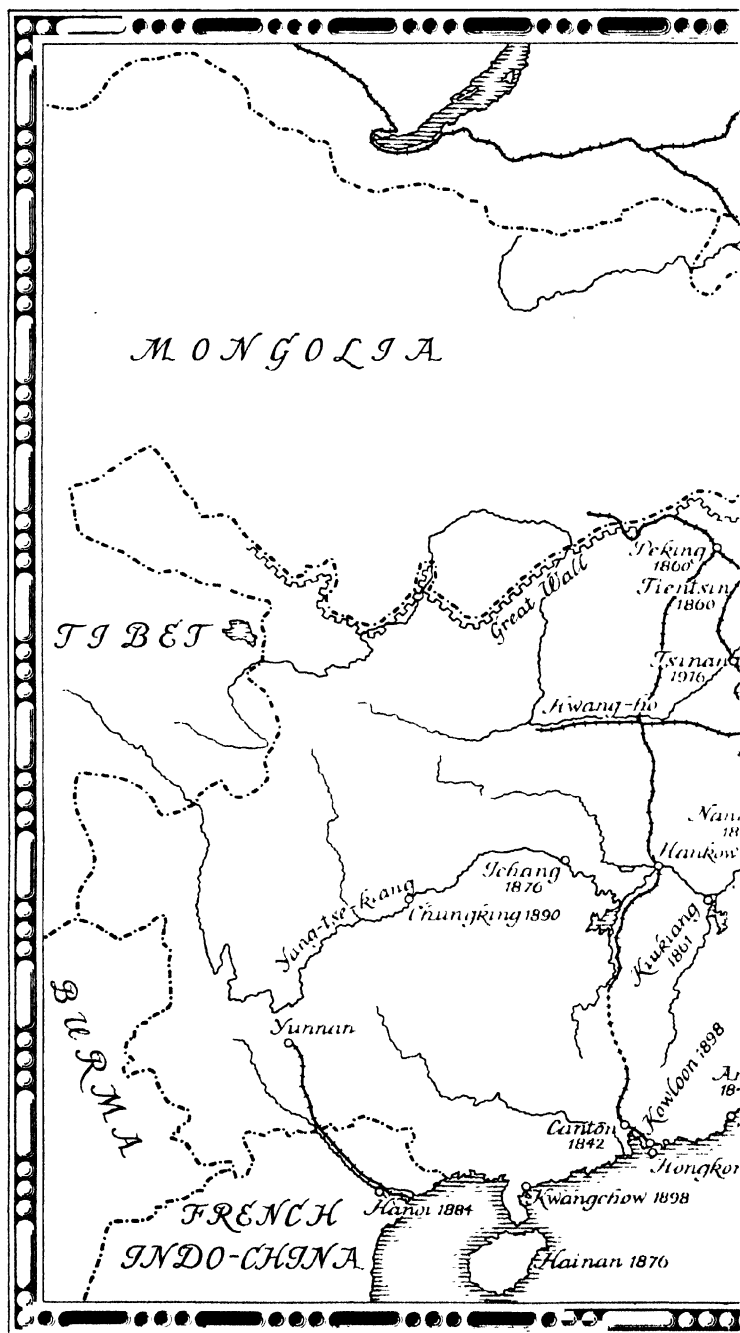 MONGOLIA
Peking
1860
Tientsin
1860
Great Wall
TIBET
Tsinan
1916
Hwang-ho
Hankow
Ichang
1876
Yang-tse-kiang
Chungking 1890
Kiukiang
1861
BURMA
Yunnan
Kowloon 1898
Canton
1842
Hanoi 1884
Kwangchow 1898
FRENCH
INDO-CHINA
Hainan 1876